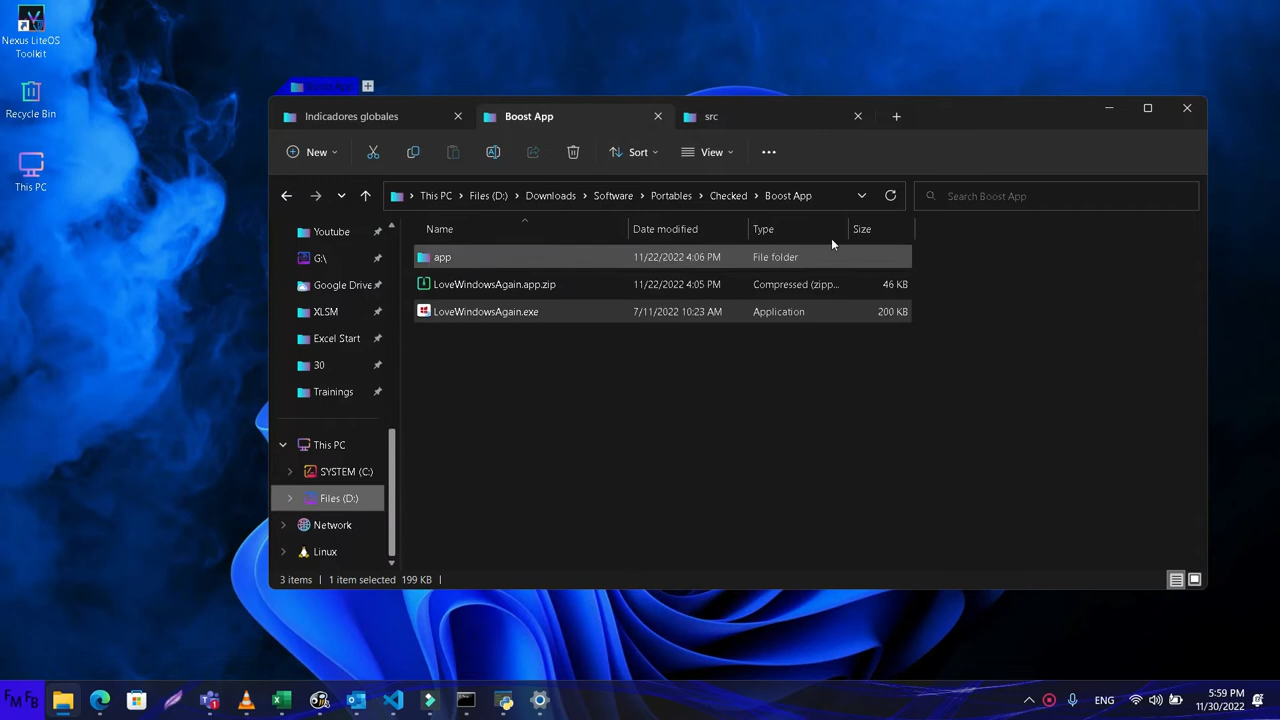 Nexus LiteOS
Toolkit
Recycle Bin
This PC
Indicadores globales
Boost App
src
New
Sort
View
This PC > Files (D:) > Downloads > Software > Portables > Checked > Boost App
Search Boost App
Name
Date modified
Type
Size
app
11/22/2022 4:06 PM
File folder
LoveWindowsAgain.app.zip
11/22/2022 4:05 PM
Compressed (zipp...
46 KB
LoveWindowsAgain.exe
7/11/2022 10:23 AM
Application
200 KB
Youtube
G:\
Google Drive
XLSM
Excel Start
30
Trainings
This PC
SYSTEM (C:)
Files (D:)
Network
Linux
3 items
1 item selected 199 KB
FM FB
ENG
5:59 PM
11/30/2022